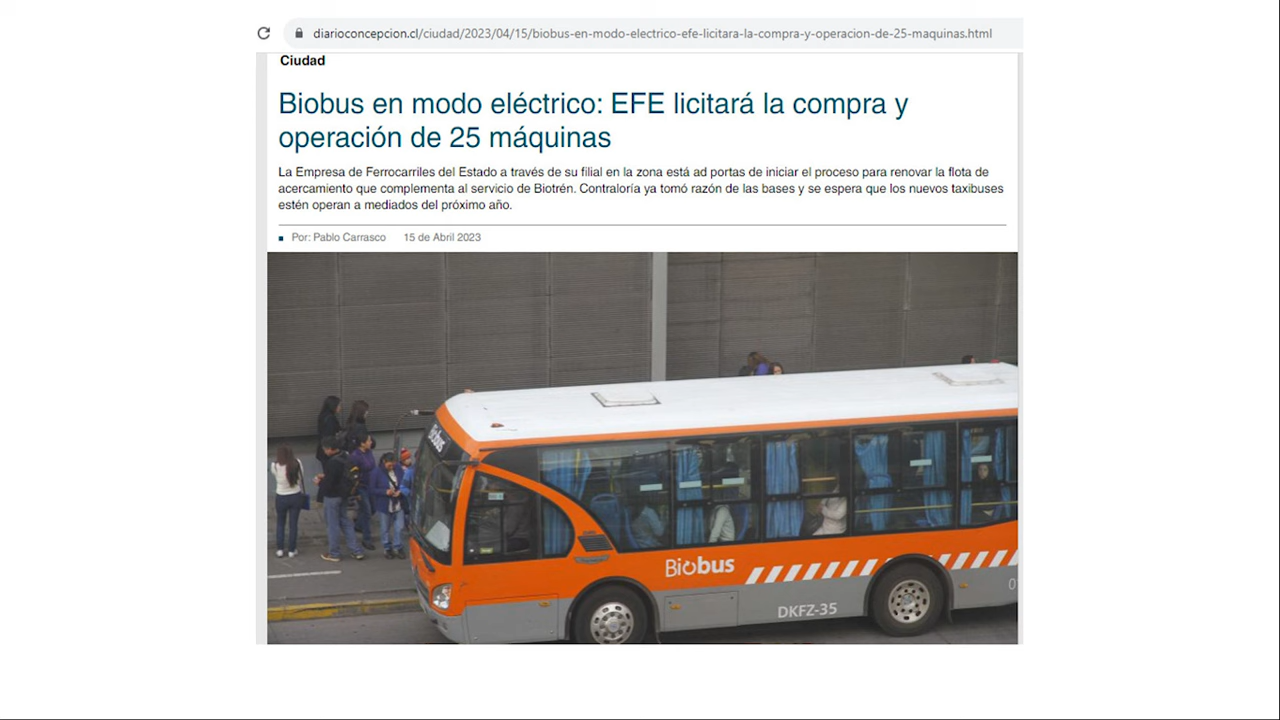 diarioconcepcion.cl/ciudad/2023/04/15/biobus-en-modo-electrico-efe-licitara-la-compra-y-operacion-de-25-maquinas.html
Ciudad
Biobus en modo eléctrico: EFE licitará la compra y
operación de 25 máquinas
La Empresa de Ferrocarriles del Estado a través de su filial en la zona está ad portas de iniciar el proceso para renovar la flota de
acercamiento que complementa al servicio de Biotrén. Contraloría ya tomó razón de las bases y se espera que los nuevos taxibuses
estén operan a mediados del próximo año.
Por: Pablo Carrasco 15 de Abril 2023
Biobus
Biobus
DKFZ-35